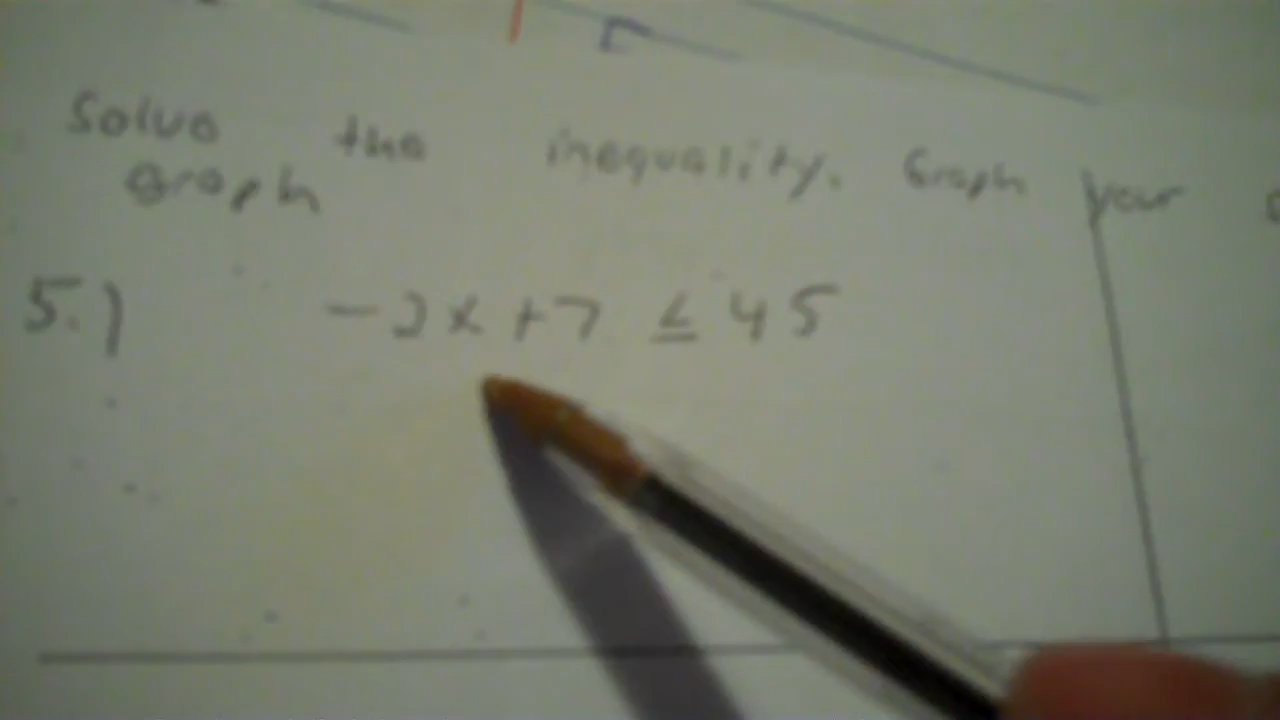 Solve the inequality. Graph your
Graph
5.) -2x+7 ≤ 45